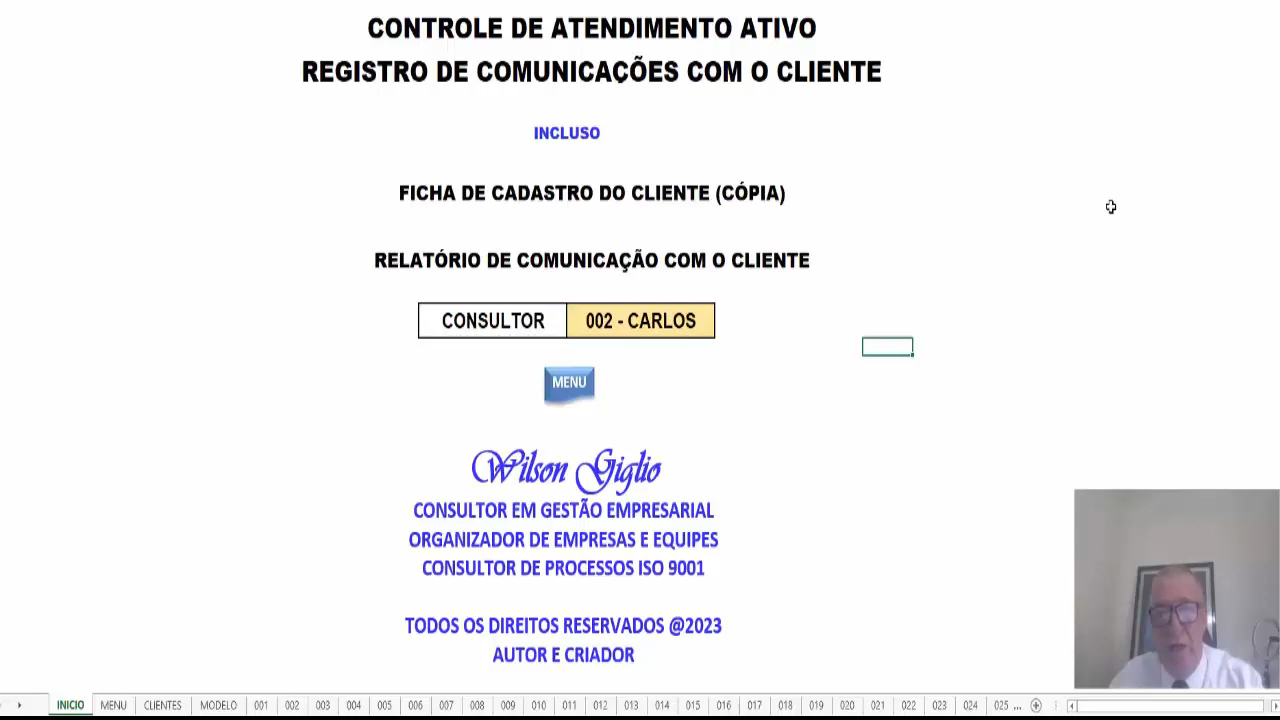 CONTROLE DE ATENDIMENTO ATIVO
REGISTRO DE COMUNICAÇÕES COM O CLIENTE
INCLUSO
FICHA DE CADASTRO DO CLIENTE (CÓPIA)
RELATÓRIO DE COMUNICAÇÃO COM O CLIENTE
CONSULTOR 002 - CARLOS
MENU
Wilson Giglio
CONSULTOR EM GESTÃO EMPRESARIAL
ORGANIZADOR DE EMPRESAS E EQUIPES
CONSULTOR DE PROCESSOS ISO 9001
TODOS OS DIREITOS RESERVADOS @2023
AUTOR E CRIADOR
INICIO MENU CLIENTES MODELO 001 002 003 004 005 006 007 008 009 010 011 012 013 014 015 016 017 018 019 020 021 022 023 024 025 ...